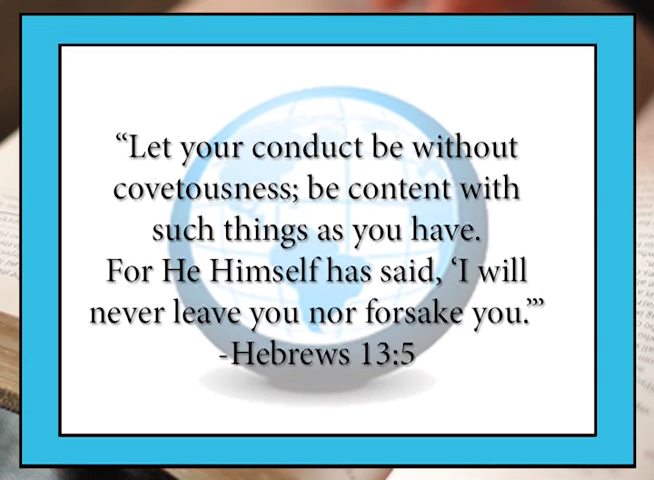 “Let your conduct be without
covetousness; be content with
such things as you have.
For He Himself has said, ‘I will
never leave you nor forsake you.’”
-Hebrews 13:5